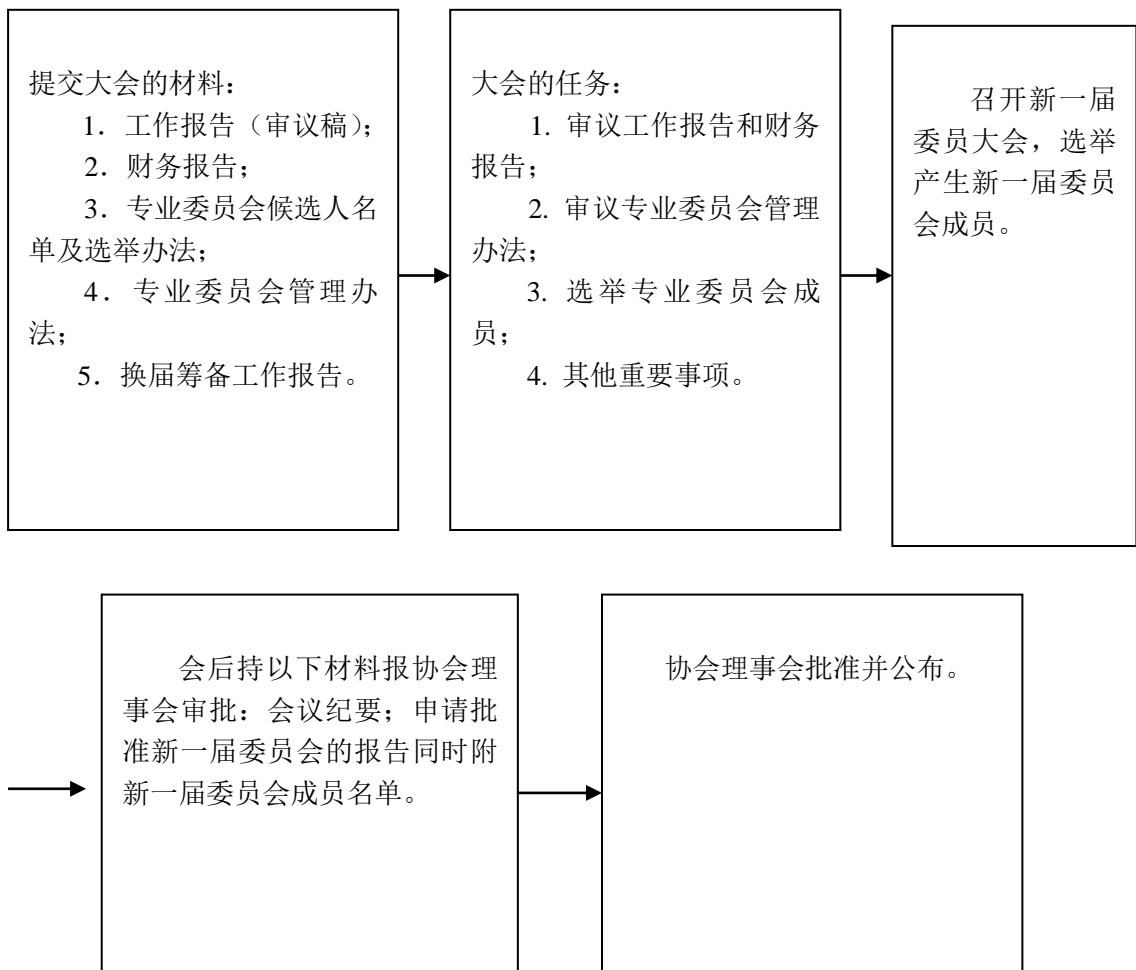 提交大会的材料：
1．工作报告（审议稿）；
2．财务报告；
3．专业委员会候选人名
单及选举办法；
4．专业委员会管理办
法；
5．换届筹备工作报告。
大会的任务：
1. 审议工作报告和财务
报告；
2. 审议专业委员会管理
办法；
3. 选举专业委员会成
员；
4. 其他重要事项。
召开新一届
委员大会，选举
产生新一届委员
会成员。
会后持以下材料报协会理
事会审批：会议纪要；申请批
准新一届委员会的报告同时附
新一届委员会成员名单。
协会理事会批准并公布。